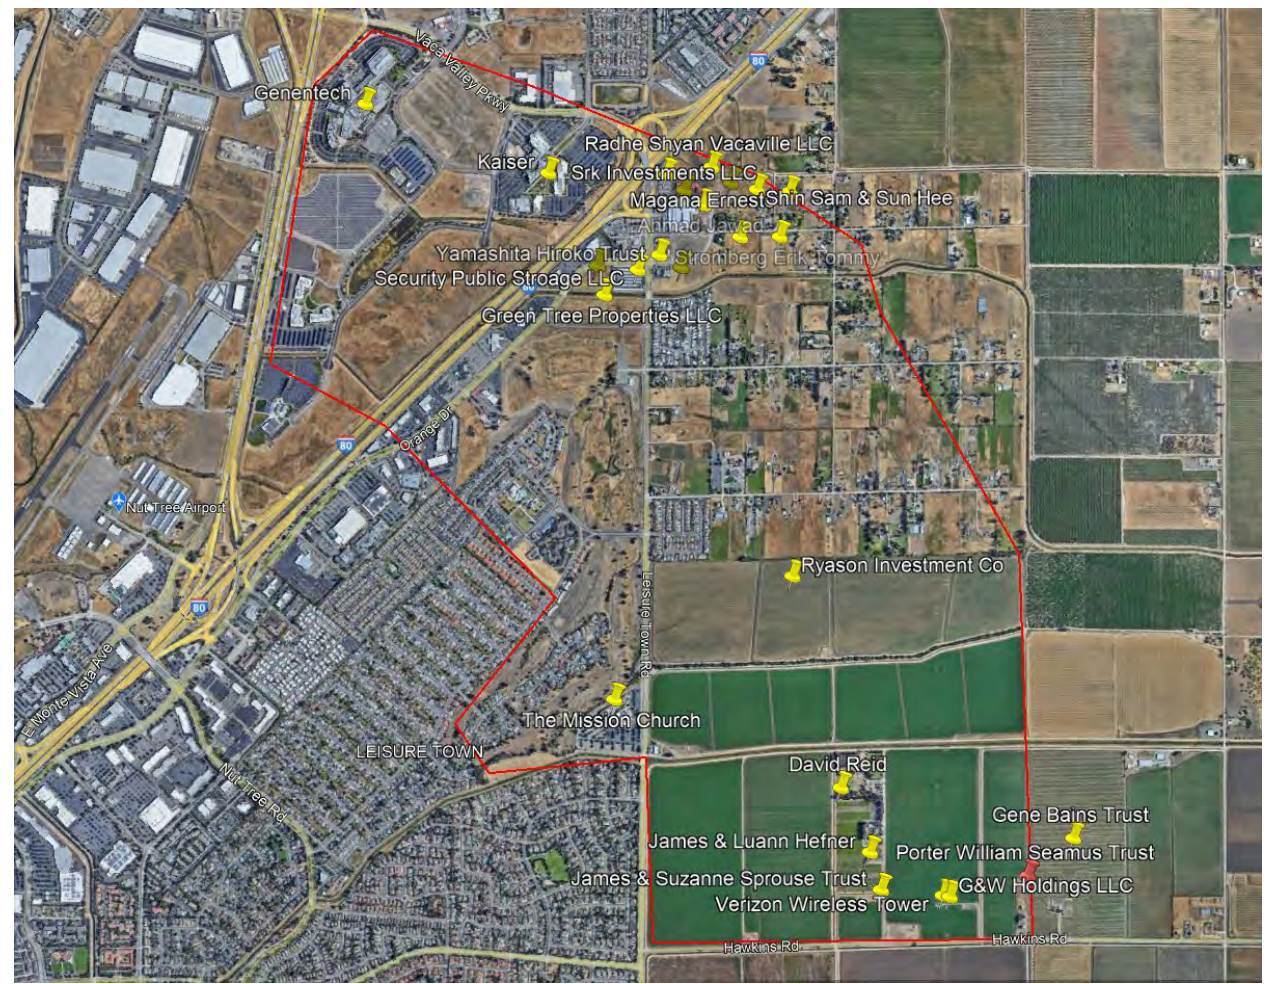 Vaca Valley Pkwy
80
Genentech
Radhe Shyan Vacaville LLC
Kaiser
Srk Investments LLC
Magana Ernest
Shin Sam & Sun Hee
Ahmad Jawad
Yamashita Hiroko Trust
Stromberg Erik Tommy
Security Public Stroage LLC
80
Green Tree Properties LLC
Orange Dr
80
Nut Tree Airport
Ryason Investment Co
Leisure Town Rd
80
E Monte Vista Ave
The Mission Church
LEISURE TOWN
Nut Tree Rd
David Reid
Gene Bains Trust
James & Luann Hefner
Porter William Seamus Trust
James & Suzanne Sprouse Trust
G&W Holdings LLC
Verizon Wireless Tower
Hawkins Rd
Hawkins Rd